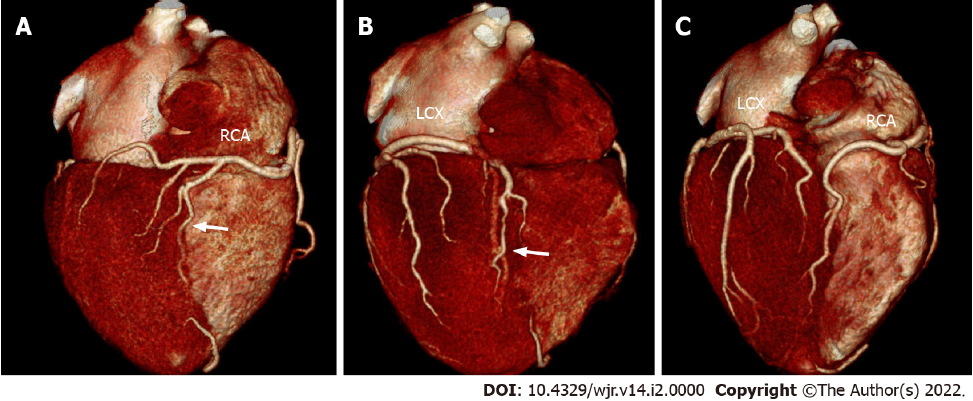 A
B
C
RCA
LCX
LCX
RCA
DOI: 10.4329/wjr.v14.i2.0000 Copyright ©The Author(s) 2022.